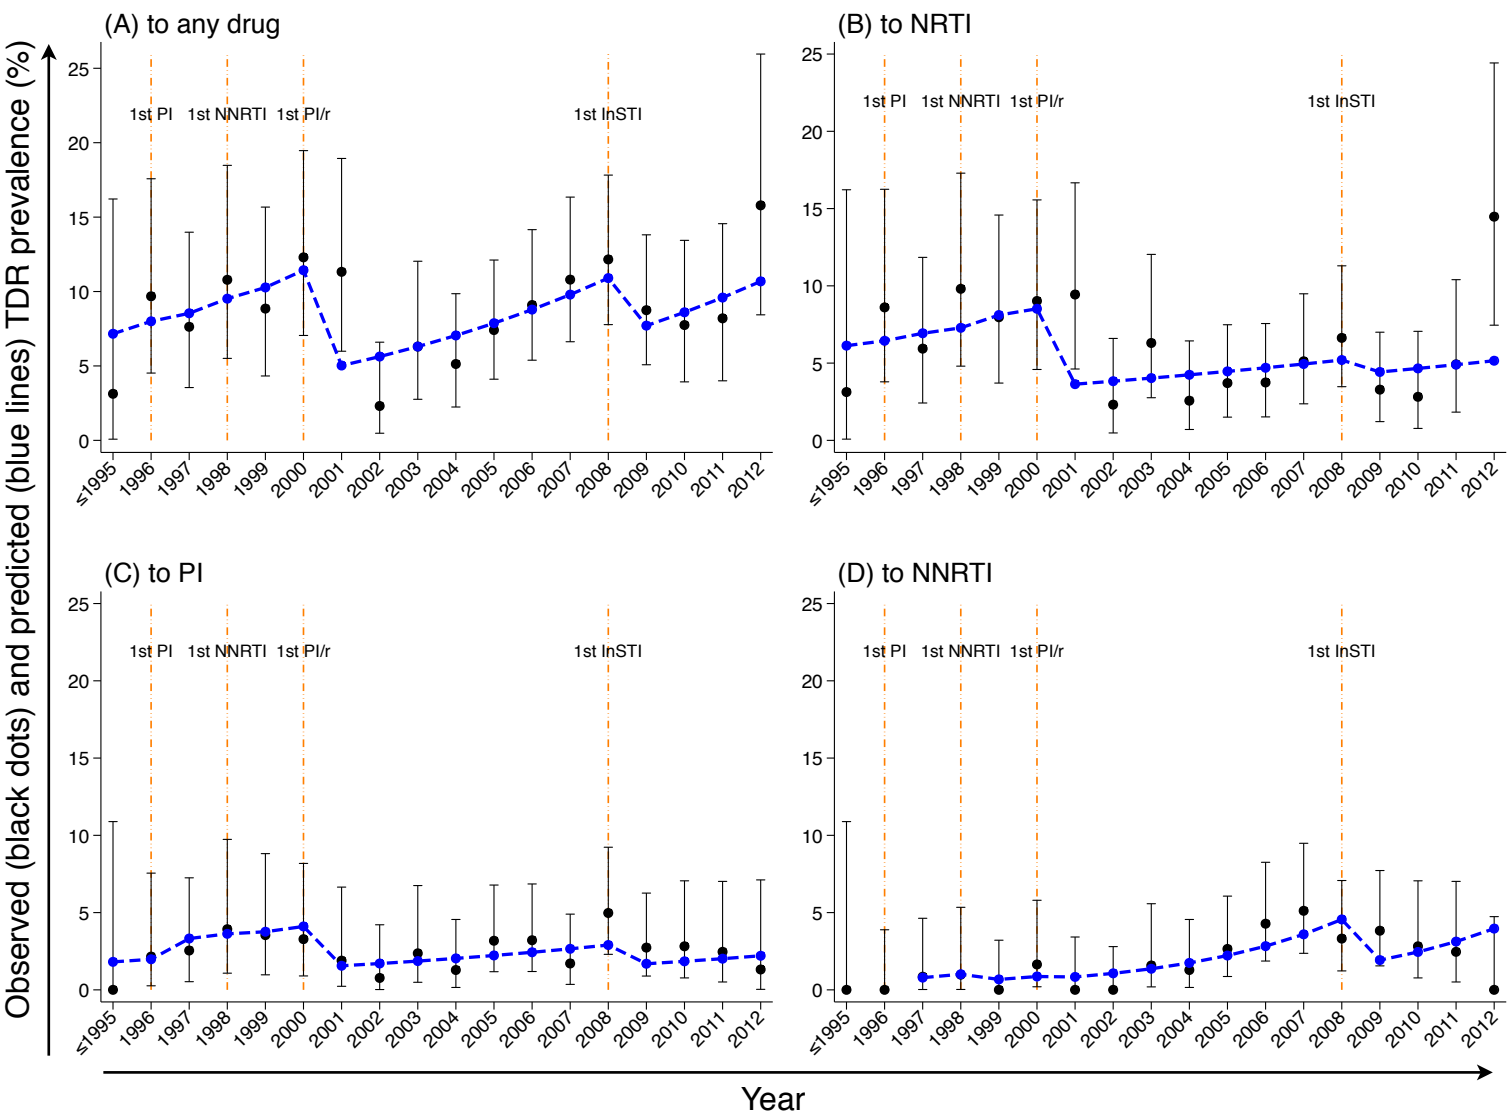 Observed (black dots) and predicted (blue lines) TDR prevalence (%)
(A) to any drug
25
20
15
10
5
0
1st PI 1st NNRTI 1st PI/r 1st InSTI
≤1995 1996 1997 1998 1999 2000 2001 2002 2003 2004 2005 2006 2007 2008 2009 2010 2011 2012
(B) to NRTI
25
20
15
10
5
0
1st PI 1st NNRTI 1st PI/r 1st InSTI
≤1995 1996 1997 1998 1999 2000 2001 2002 2003 2004 2005 2006 2007 2008 2009 2010 2011 2012
(C) to PI
25
20
15
10
5
0
1st PI 1st NNRTI 1st PI/r 1st InSTI
≤1995 1996 1997 1998 1999 2000 2001 2002 2003 2004 2005 2006 2007 2008 2009 2010 2011 2012
(D) to NNRTI
25
20
15
10
5
0
1st PI 1st NNRTI 1st PI/r 1st InSTI
≤1995 1996 1997 1998 1999 2000 2001 2002 2003 2004 2005 2006 2007 2008 2009 2010 2011 2012
Year